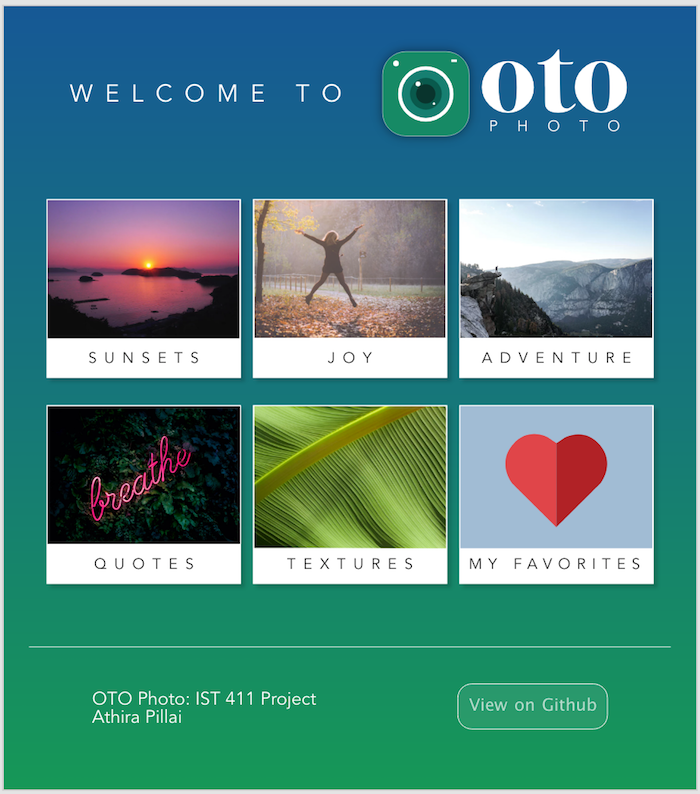 WELCOME TO
oto
PHOTO
SUNSETS
JOY
ADVENTURE
breathe
QUOTES
TEXTURES
MY FAVORITES
OTO Photo: IST 411 Project
Athira Pillai
View on Github